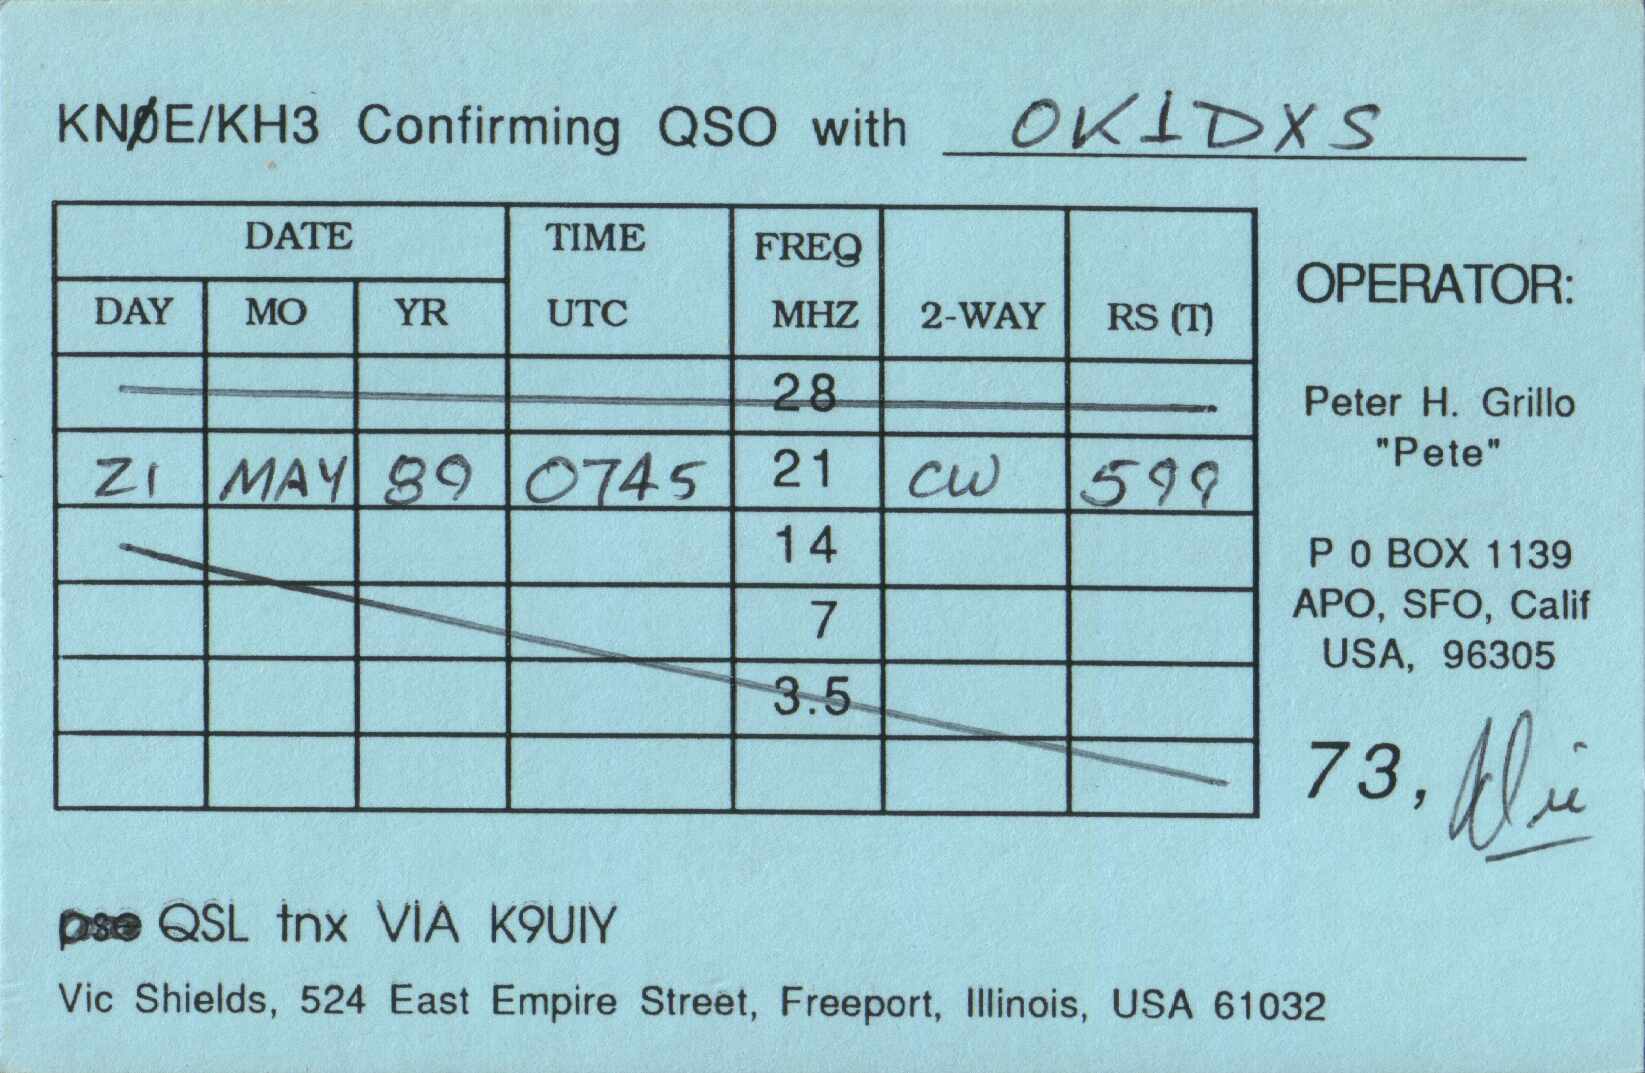 KNØE/KH3 Confirming QSO with OK1DXS
DATE TIME FREQ
DAY MO YR UTC MHZ 2-WAY RS (T)
28
21 MAY 89 0745 21 CW 599
14
7
3.5
OPERATOR:
Peter H. Grillo
"Pete"
P O BOX 1139
APO, SFO, Calif
USA, 96305
73,
pse QSL tnx VIA K9UIY
Vic Shields, 524 East Empire Street, Freeport, Illinois, USA 61032